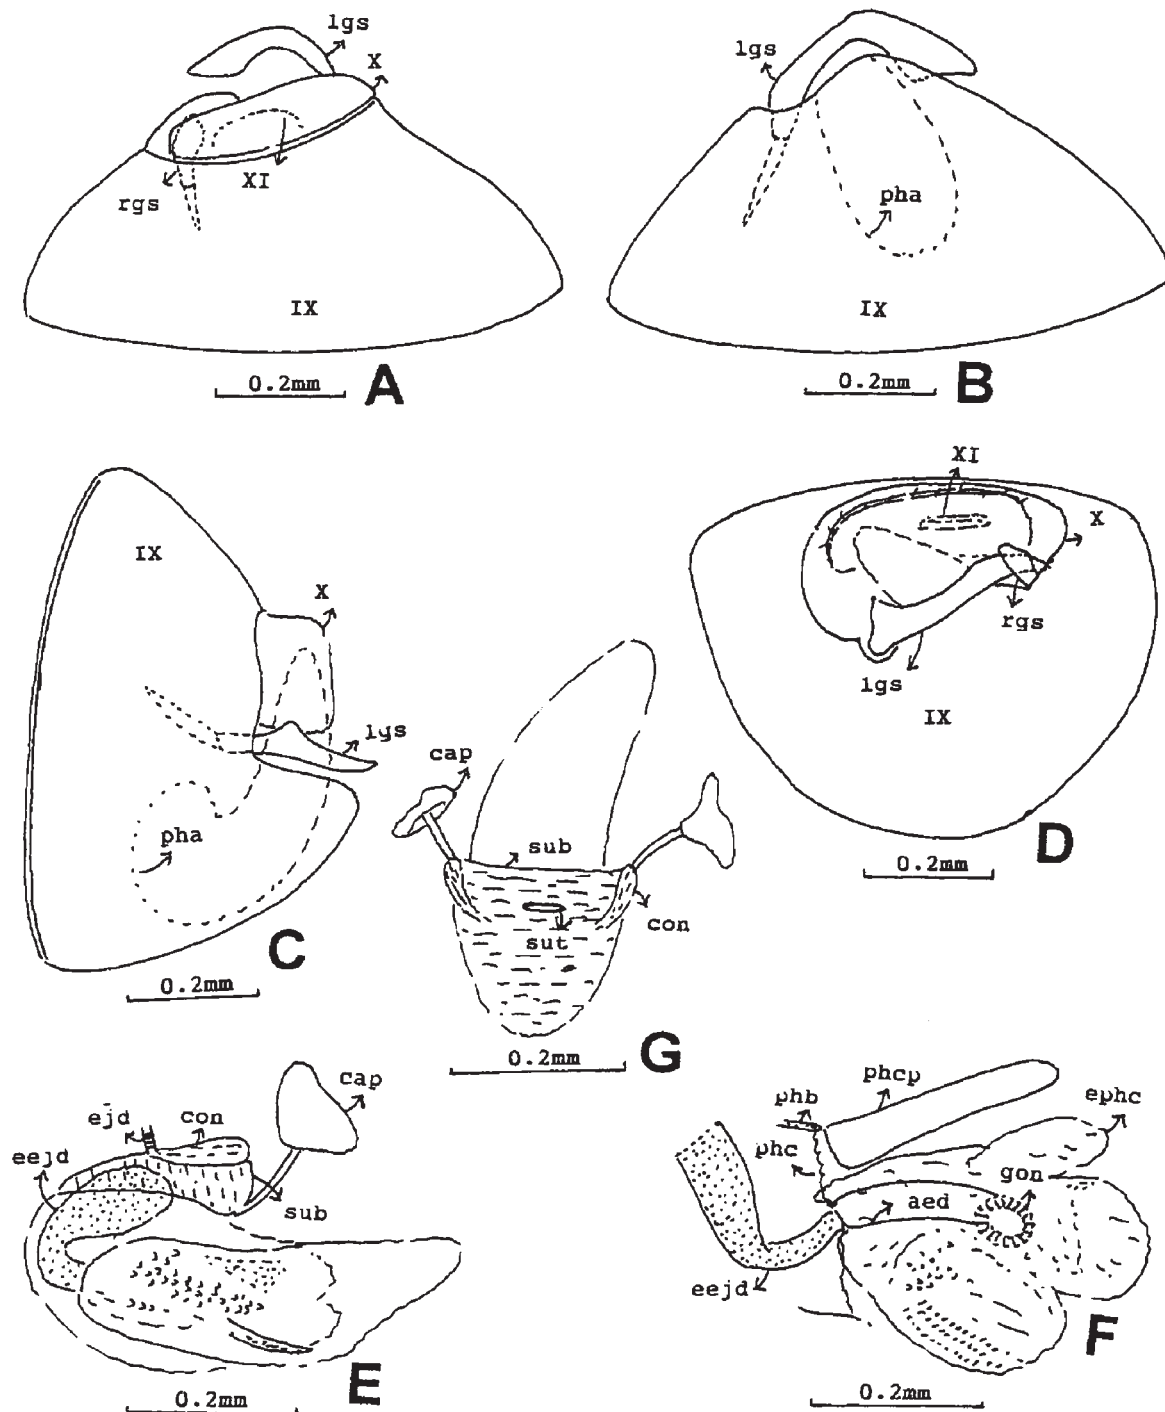 lgs
X
XI
rgs
IX
0.2mm
A
lgs
pha
IX
0.2mm
B
IX
X
lgs
pha
C
0.2mm
XI
X
rgs
lgs
IX
D
0.2mm
cap
sub
con
sut
G
0.2mm
cap
ejd
con
eejd
sub
E
0.2mm
phcp
phb
ephc
phc
gon
aed
eejd
F
0.2mm